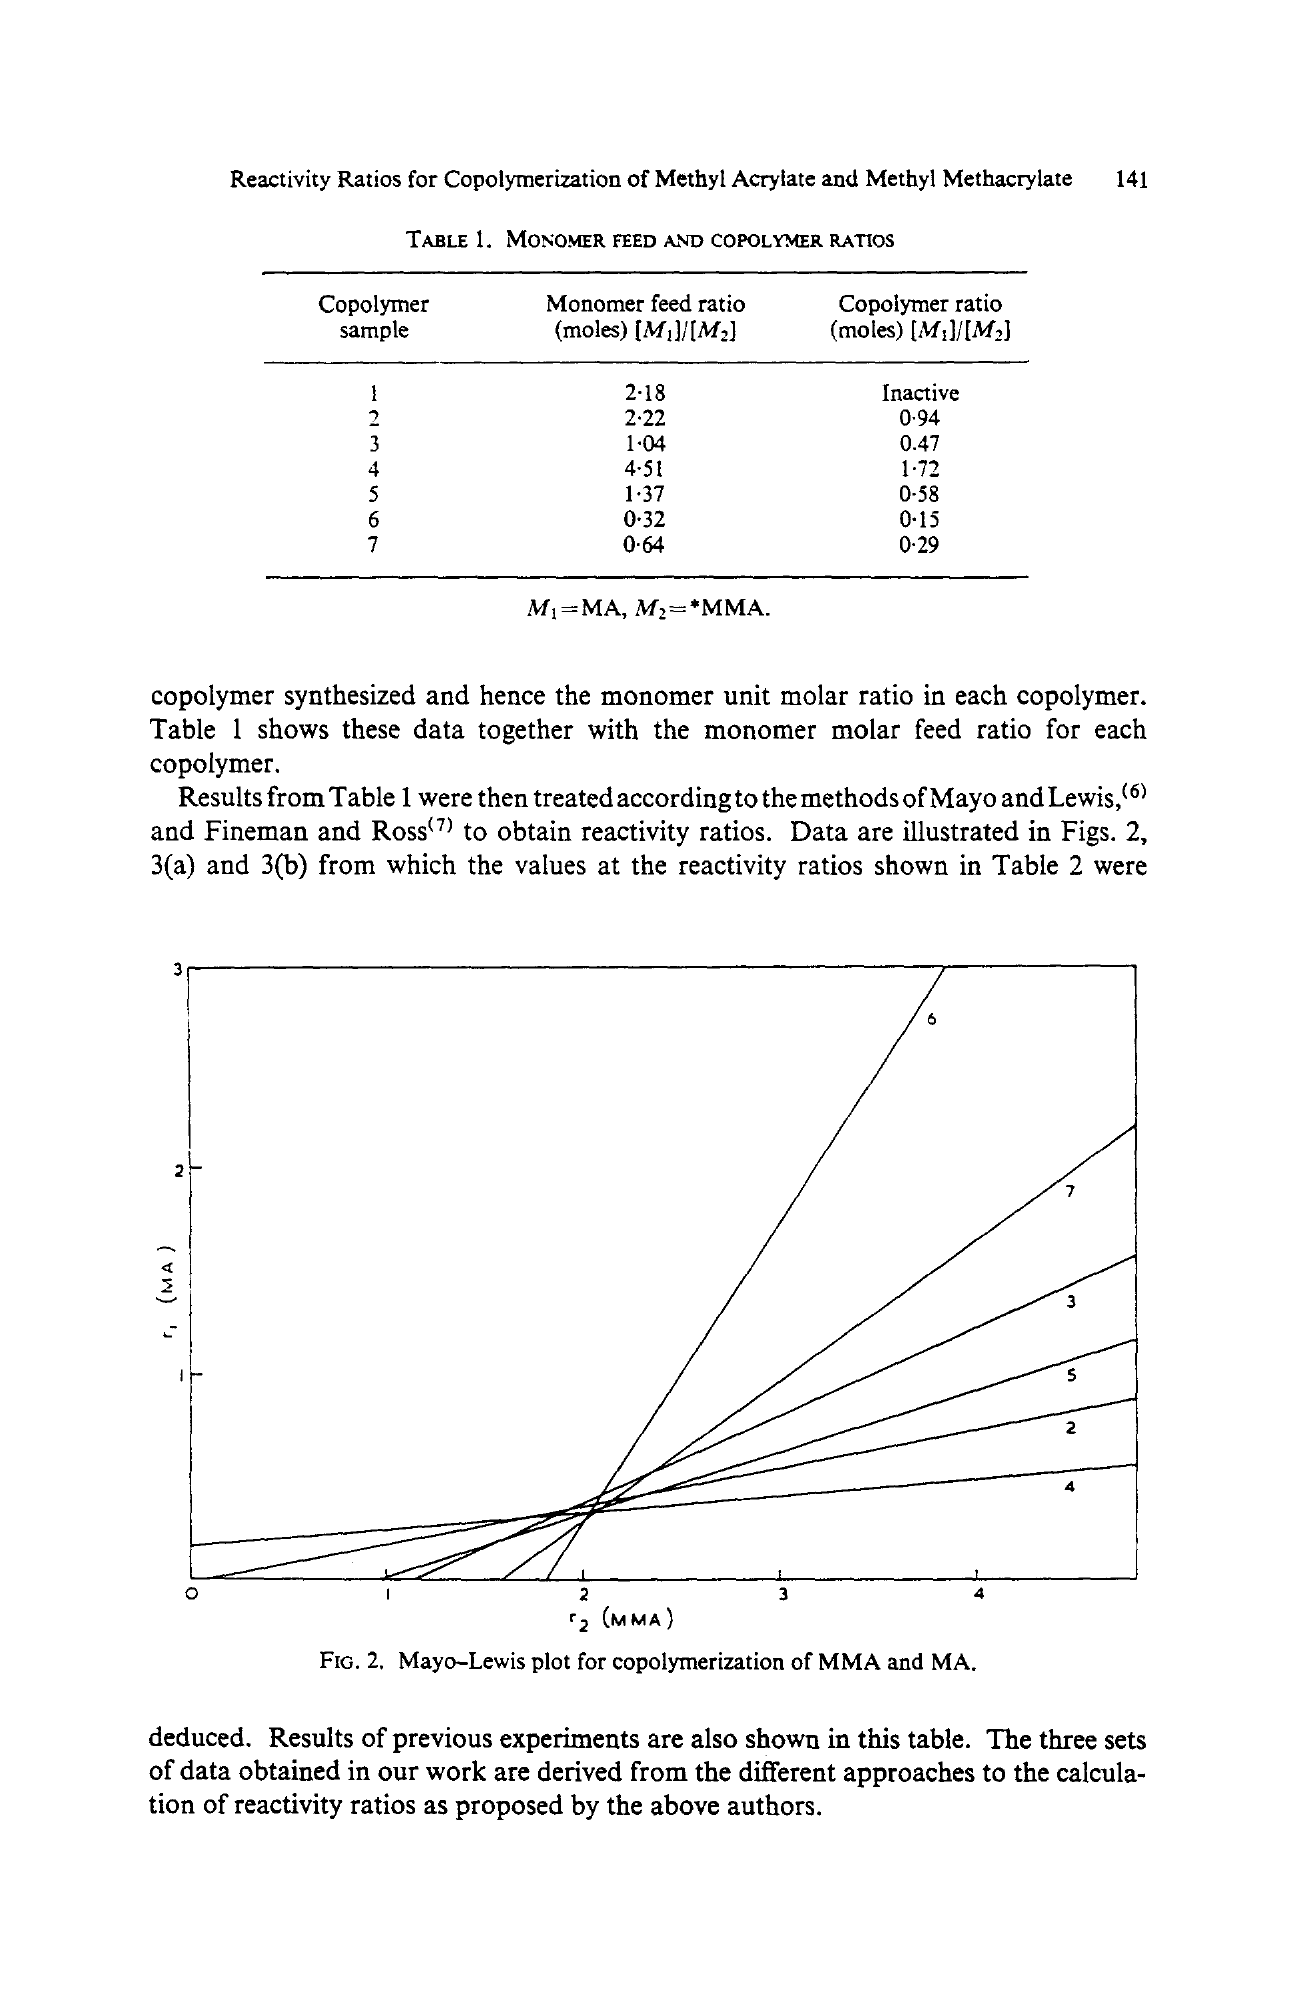 Reactivity Ratios for Copolymerization of Methyl Acrylate and Methyl Methacrylate 141
TABLE 1. MONOMER FEED AND COPOLYMER RATIOS
Copolymer Monomer feed ratio Copolymer ratio
sample (moles) [M₁]/[M₂] (moles) [M₁]/[M₂]
1 2·18 Inactive
2 2·22 0·94
3 1·04 0.47
4 4·51 1·72
5 1·37 0·58
6 0·32 0·15
7 0·64 0·29
M₁=MA, M₂=*MMA.
copolymer synthesized and hence the monomer unit molar ratio in each copolymer.
Table 1 shows these data together with the monomer molar feed ratio for each
copolymer.
Results from Table 1 were then treated according to the methods of Mayo and Lewis,⁽⁶⁾
and Fineman and Ross⁽⁷⁾ to obtain reactivity ratios. Data are illustrated in Figs. 2,
3(a) and 3(b) from which the values at the reactivity ratios shown in Table 2 were
3
6
2
7
r₁ (MA)
3
1
5
2
4
0 1 2 3 4
r₂ (MMA)
FIG. 2. Mayo–Lewis plot for copolymerization of MMA and MA.
deduced. Results of previous experiments are also shown in this table. The three sets
of data obtained in our work are derived from the different approaches to the calcula-
tion of reactivity ratios as proposed by the above authors.